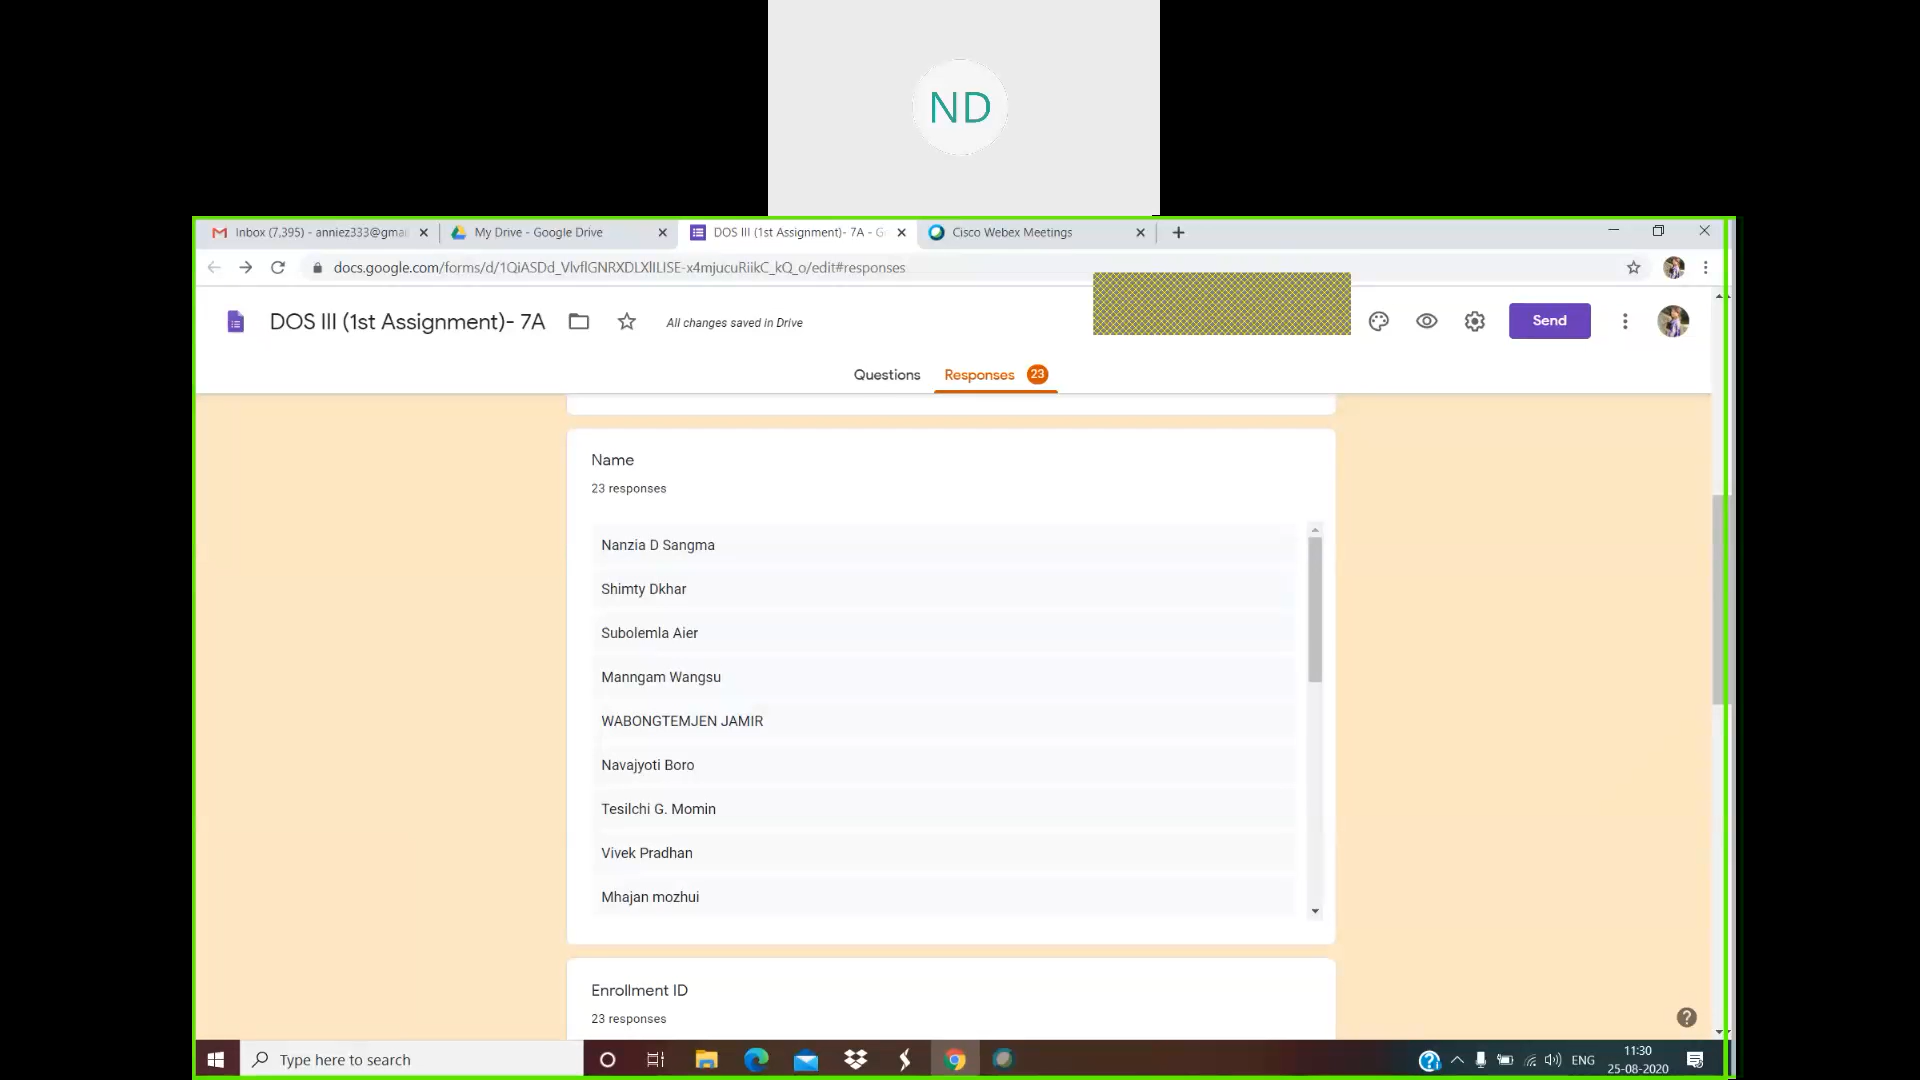 ND
Inbox (7,395) - anniez333@gmai
My Drive - Google Drive
DOS III (1st Assignment)- 7A - G
Cisco Webex Meetings
docs.google.com/forms/d/1QiASDd_VlvflGNRXDLXlILISE-x4mjucuRiikC_kQ_o/edit#responses
DOS III (1st Assignment)- 7A
All changes saved in Drive
Send
Questions
Responses 23
Name
23 responses
Nanzia D Sangma
Shimty Dkhar
Subolemla Aier
Manngam Wangsu
WABONGTEMJEN JAMIR
Navajyoti Boro
Tesilchi G. Momin
Vivek Pradhan
Mhajan mozhui
Enrollment ID
23 responses
Type here to search
ENG
11:30
25-08-2020